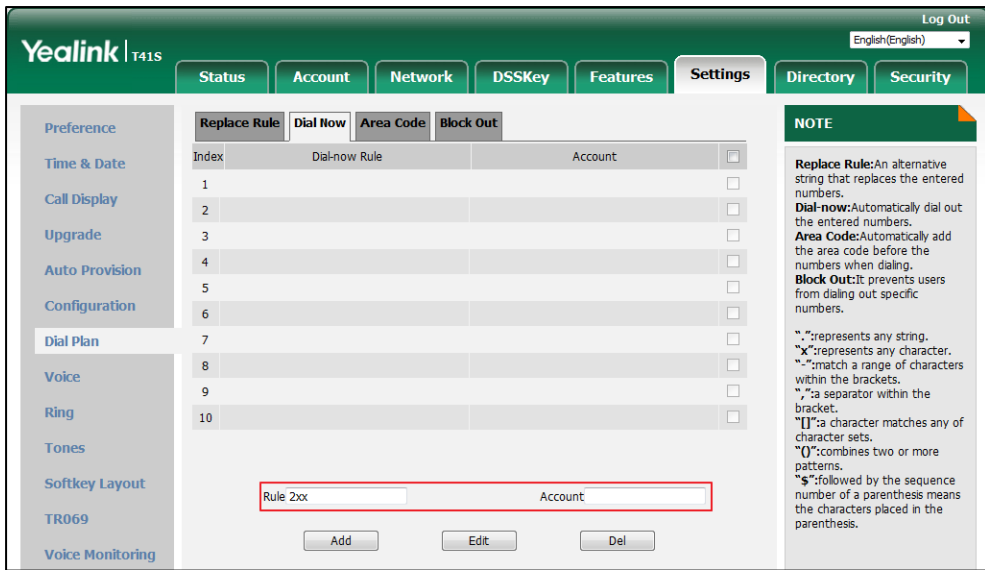 Log Out
Yealink T41S
English(English)
Status Account Network DSSKey Features Settings Directory Security
Preference
Time & Date
Call Display
Upgrade
Auto Provision
Configuration
Dial Plan
Voice
Ring
Tones
Softkey Layout
TR069
Voice Monitoring
Replace Rule Dial Now Area Code Block Out
Index Dial-now Rule Account
1
2
3
4
5
6
7
8
9
10
Rule 2xx Account
Add Edit Del
NOTE
Replace Rule:An alternative
string that replaces the entered
numbers.
Dial-now:Automatically dial out
the entered numbers.
Area Code:Automatically add
the area code before the
numbers when dialing.
Block Out:It prevents users
from dialing out specific
numbers.
".":represents any string.
"x":represents any character.
"-":match a range of characters
within the brackets.
",":a separator within the
bracket.
"[]":a character matches any of
character sets.
"()":combines two or more
patterns.
"$":followed by the sequence
number of a parenthesis means
the characters placed in the
parenthesis.